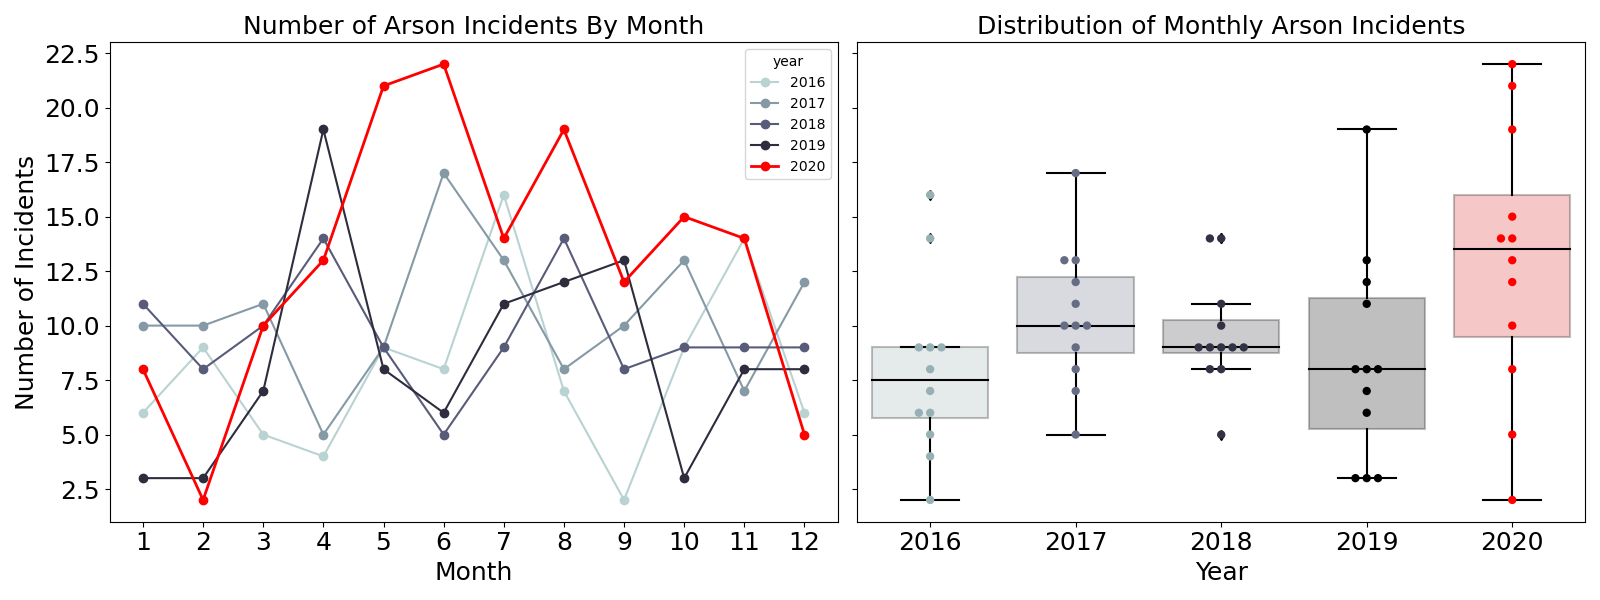 Number of Arson Incidents By Month
Distribution of Monthly Arson Incidents
Number of Incidents
22.5
20.0
17.5
15.0
12.5
10.0
7.5
5.0
2.5
year
2016
2017
2018
2019
2020
1 2 3 4 5 6 7 8 9 10 11 12
Month
2016 2017 2018 2019 2020
Year